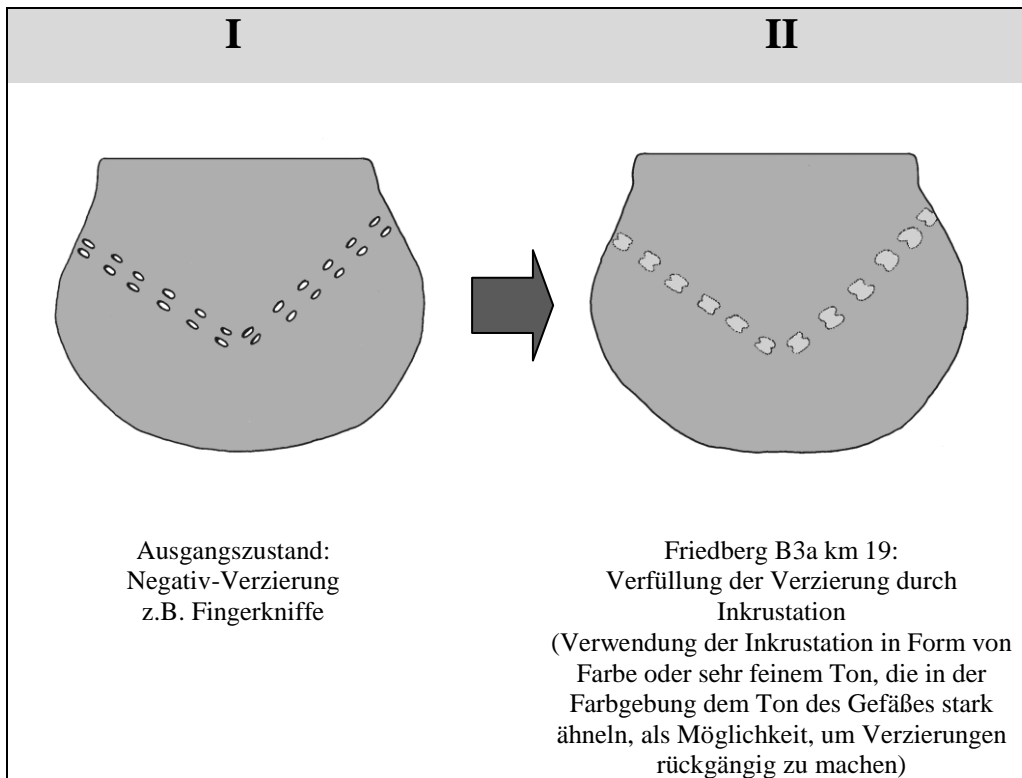 I
II
Ausgangszustand:
Negativ-Verzierung
z.B. Fingerkniffe
Friedberg B3a km 19:
Verfüllung der Verzierung durch
Inkrustation
(Verwendung der Inkrustation in Form von
Farbe oder sehr feinem Ton, die in der
Farbgebung dem Ton des Gefäßes stark
ähneln, als Möglichkeit, um Verzierungen
rückgängig zu machen)